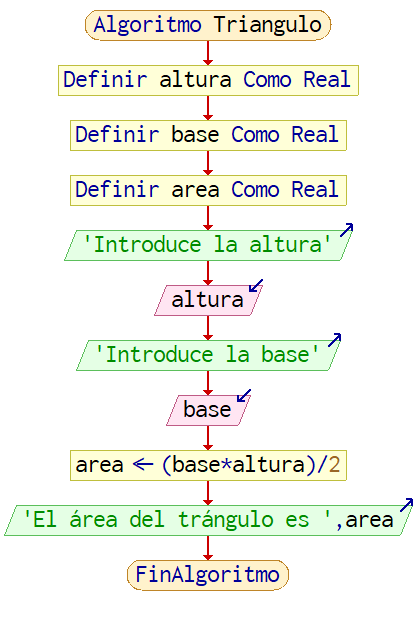 Algoritmo Triangulo
Definir altura Como Real
Definir base Como Real
Definir area Como Real
'Introduce la altura'
altura
'Introduce la base'
base
area ← (base*altura)/2
'El área del trángulo es ',area
FinAlgoritmo